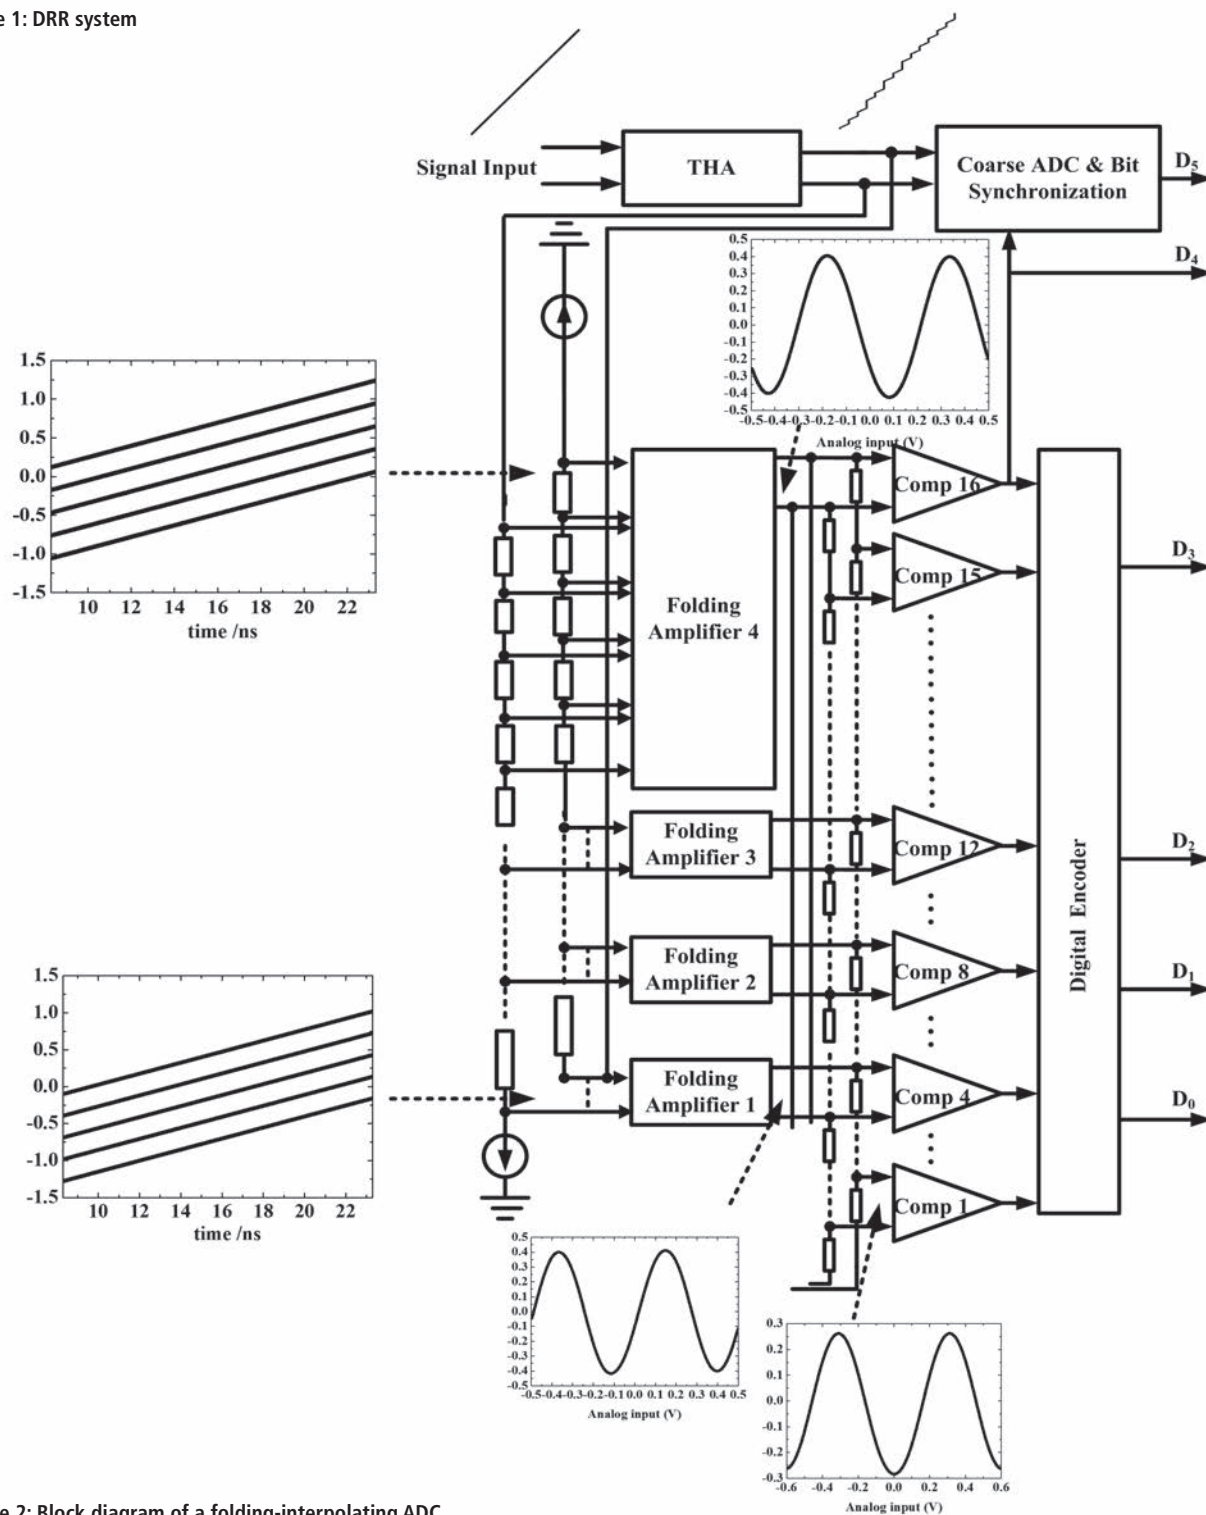 e 1: DRR system
Signal Input
THA
Coarse ADC & Bit
Synchronization
D5
D4
0.5
0.4
0.3
0.2
0.1
0.0
-0.1
-0.2
-0.3
-0.4
-0.5
-0.5 -0.4 -0.3 -0.2 -0.1 0.0 0.1 0.2 0.3 0.4 0.5
Analog input (V)
1.5
1.0
0.5
0.0
-0.5
-1.0
-1.5
10 12 14 16 18 20 22
time /ns
Folding
Amplifier 4
Comp 16
Comp 15
D3
Folding
Amplifier 3
Comp 12
D2
Folding
Amplifier 2
Comp 8
Digital Encoder
D1
1.5
1.0
0.5
0.0
-0.5
-1.0
-1.5
10 12 14 16 18 20 22
time /ns
Folding
Amplifier 1
Comp 4
D0
Comp 1
0.5
0.4
0.3
0.2
0.1
0.0
-0.1
-0.2
-0.3
-0.4
-0.5
-0.5 -0.4 -0.3 -0.2 -0.1 0.0 0.1 0.2 0.3 0.4 0.5
Analog input (V)
0.3
0.2
0.1
0.0
-0.1
-0.2
-0.3
-0.6 -0.4 -0.2 0.0 0.2 0.4 0.6
Analog input (V)
e 2: Block diagram of a folding-interpolating ADC